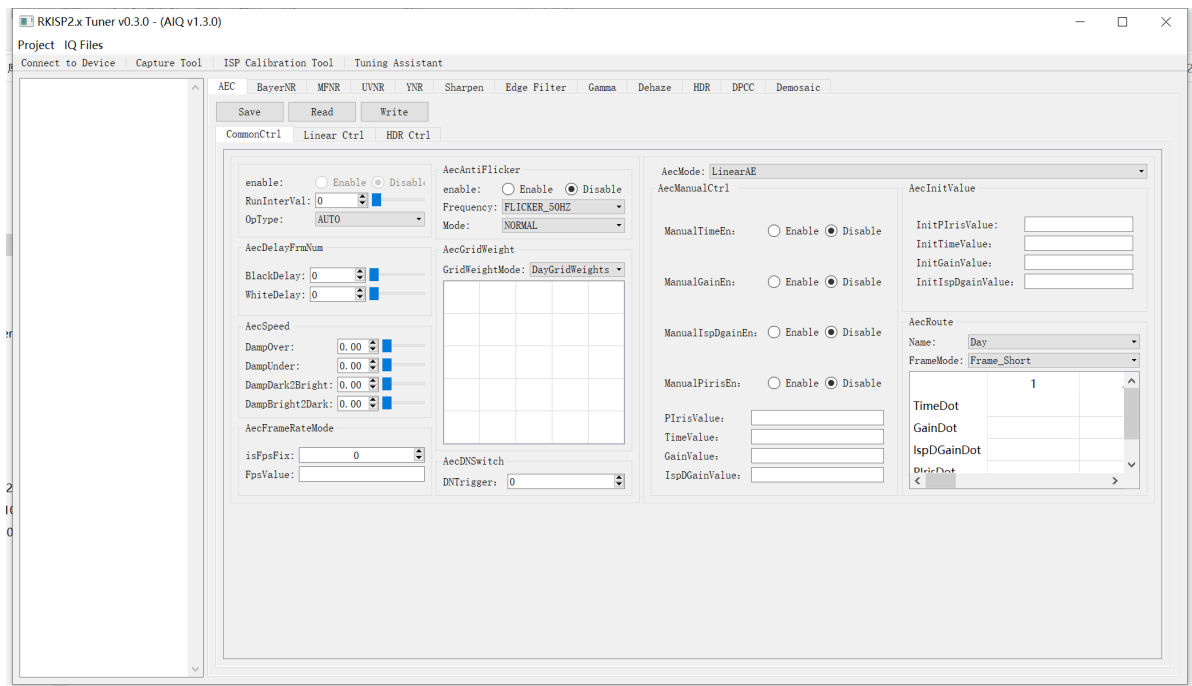 RKISP2.x Tuner v0.3.0 - (AIQ v1.3.0)
Project IQ Files
Connect to Device Capture Tool ISP Calibration Tool Tuning Assistant
AEC BayerNR MFNR UVNR YNR Sharpen Edge Filter Gamma Dehaze HDR DPCC Demosaic
Save Read Write
CommonCtrl Linear Ctrl HDR Ctrl
enable: Enable Disable
RunInterVal: 0
OpType: AUTO
AecDelayFrmNum
BlackDelay: 0
WhiteDelay: 0
AecSpeed
DampOver: 0.00
DampUnder: 0.00
DampDark2Bright: 0.00
DampBright2Dark: 0.00
AecFrameRateMode
isFpsFix: 0
FpsValue:
AecAntiFlicker
enable: Enable Disable
Frequency: FLICKER_50HZ
Mode: NORMAL
AecGridWeight
GridWeightMode: DayGridWeights
AecDNSwitch
DNTrigger: 0
AecMode: LinearAE
AecManualCtrl
ManualTimeEn: Enable Disable
ManualGainEn: Enable Disable
ManualIspDgainEn: Enable Disable
ManualPirisEn: Enable Disable
PIrisValue:
TimeValue:
GainValue:
IspDGainValue:
AecInitValue
InitPIrisValue:
InitTimeValue:
InitGainValue:
InitIspDgainValue:
AecRoute
Name: Day
FrameMode: Frame_Short
1
TimeDot
GainDot
IspDGainDot
PIrisDot